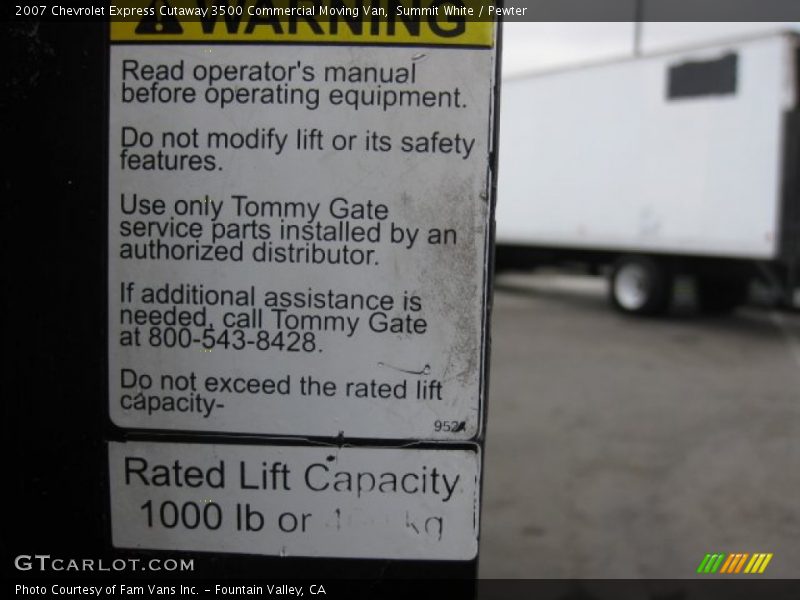 2007 Chevrolet Express Cutaway 3500 Commercial Moving Van, Summit White / Pewter
WARNING
Read operator's manual
before operating equipment.
Do not modify lift or its safety
features.
Use only Tommy Gate
service parts installed by an
authorized distributor.
If additional assistance is
needed, call Tommy Gate
at 800-543-8428.
Do not exceed the rated lift
capacity-
952A
Rated Lift Capacity
1000 lb or kg
GTCARLOT.COM
Photo Courtesy of Fam Vans Inc. - Fountain Valley, CA